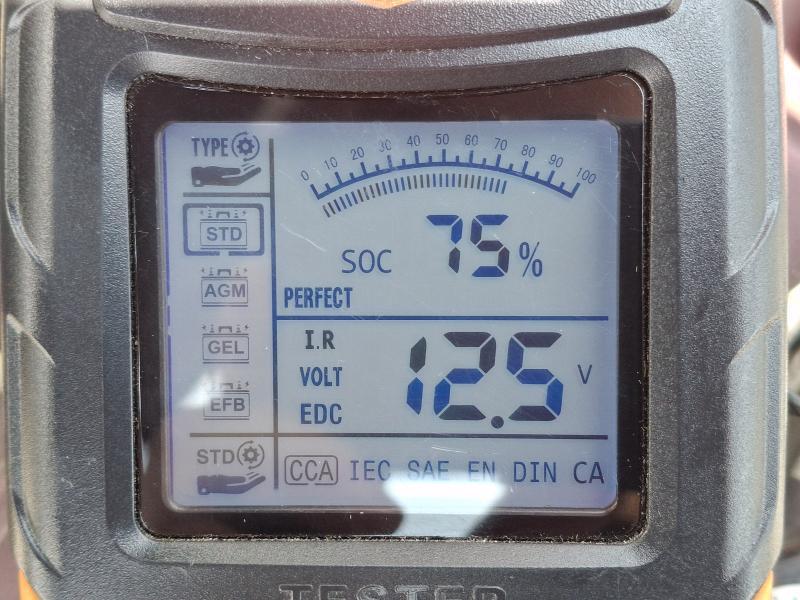 TYPE
0 10 20 30 40 50 60 70 80 90 100
STD
SOC 75 %
AGM
PERFECT
GEL
I.R
VOLT 12.5 V
EFB
EDC
STD
CCA IEC SAE EN DIN CA
TESTER